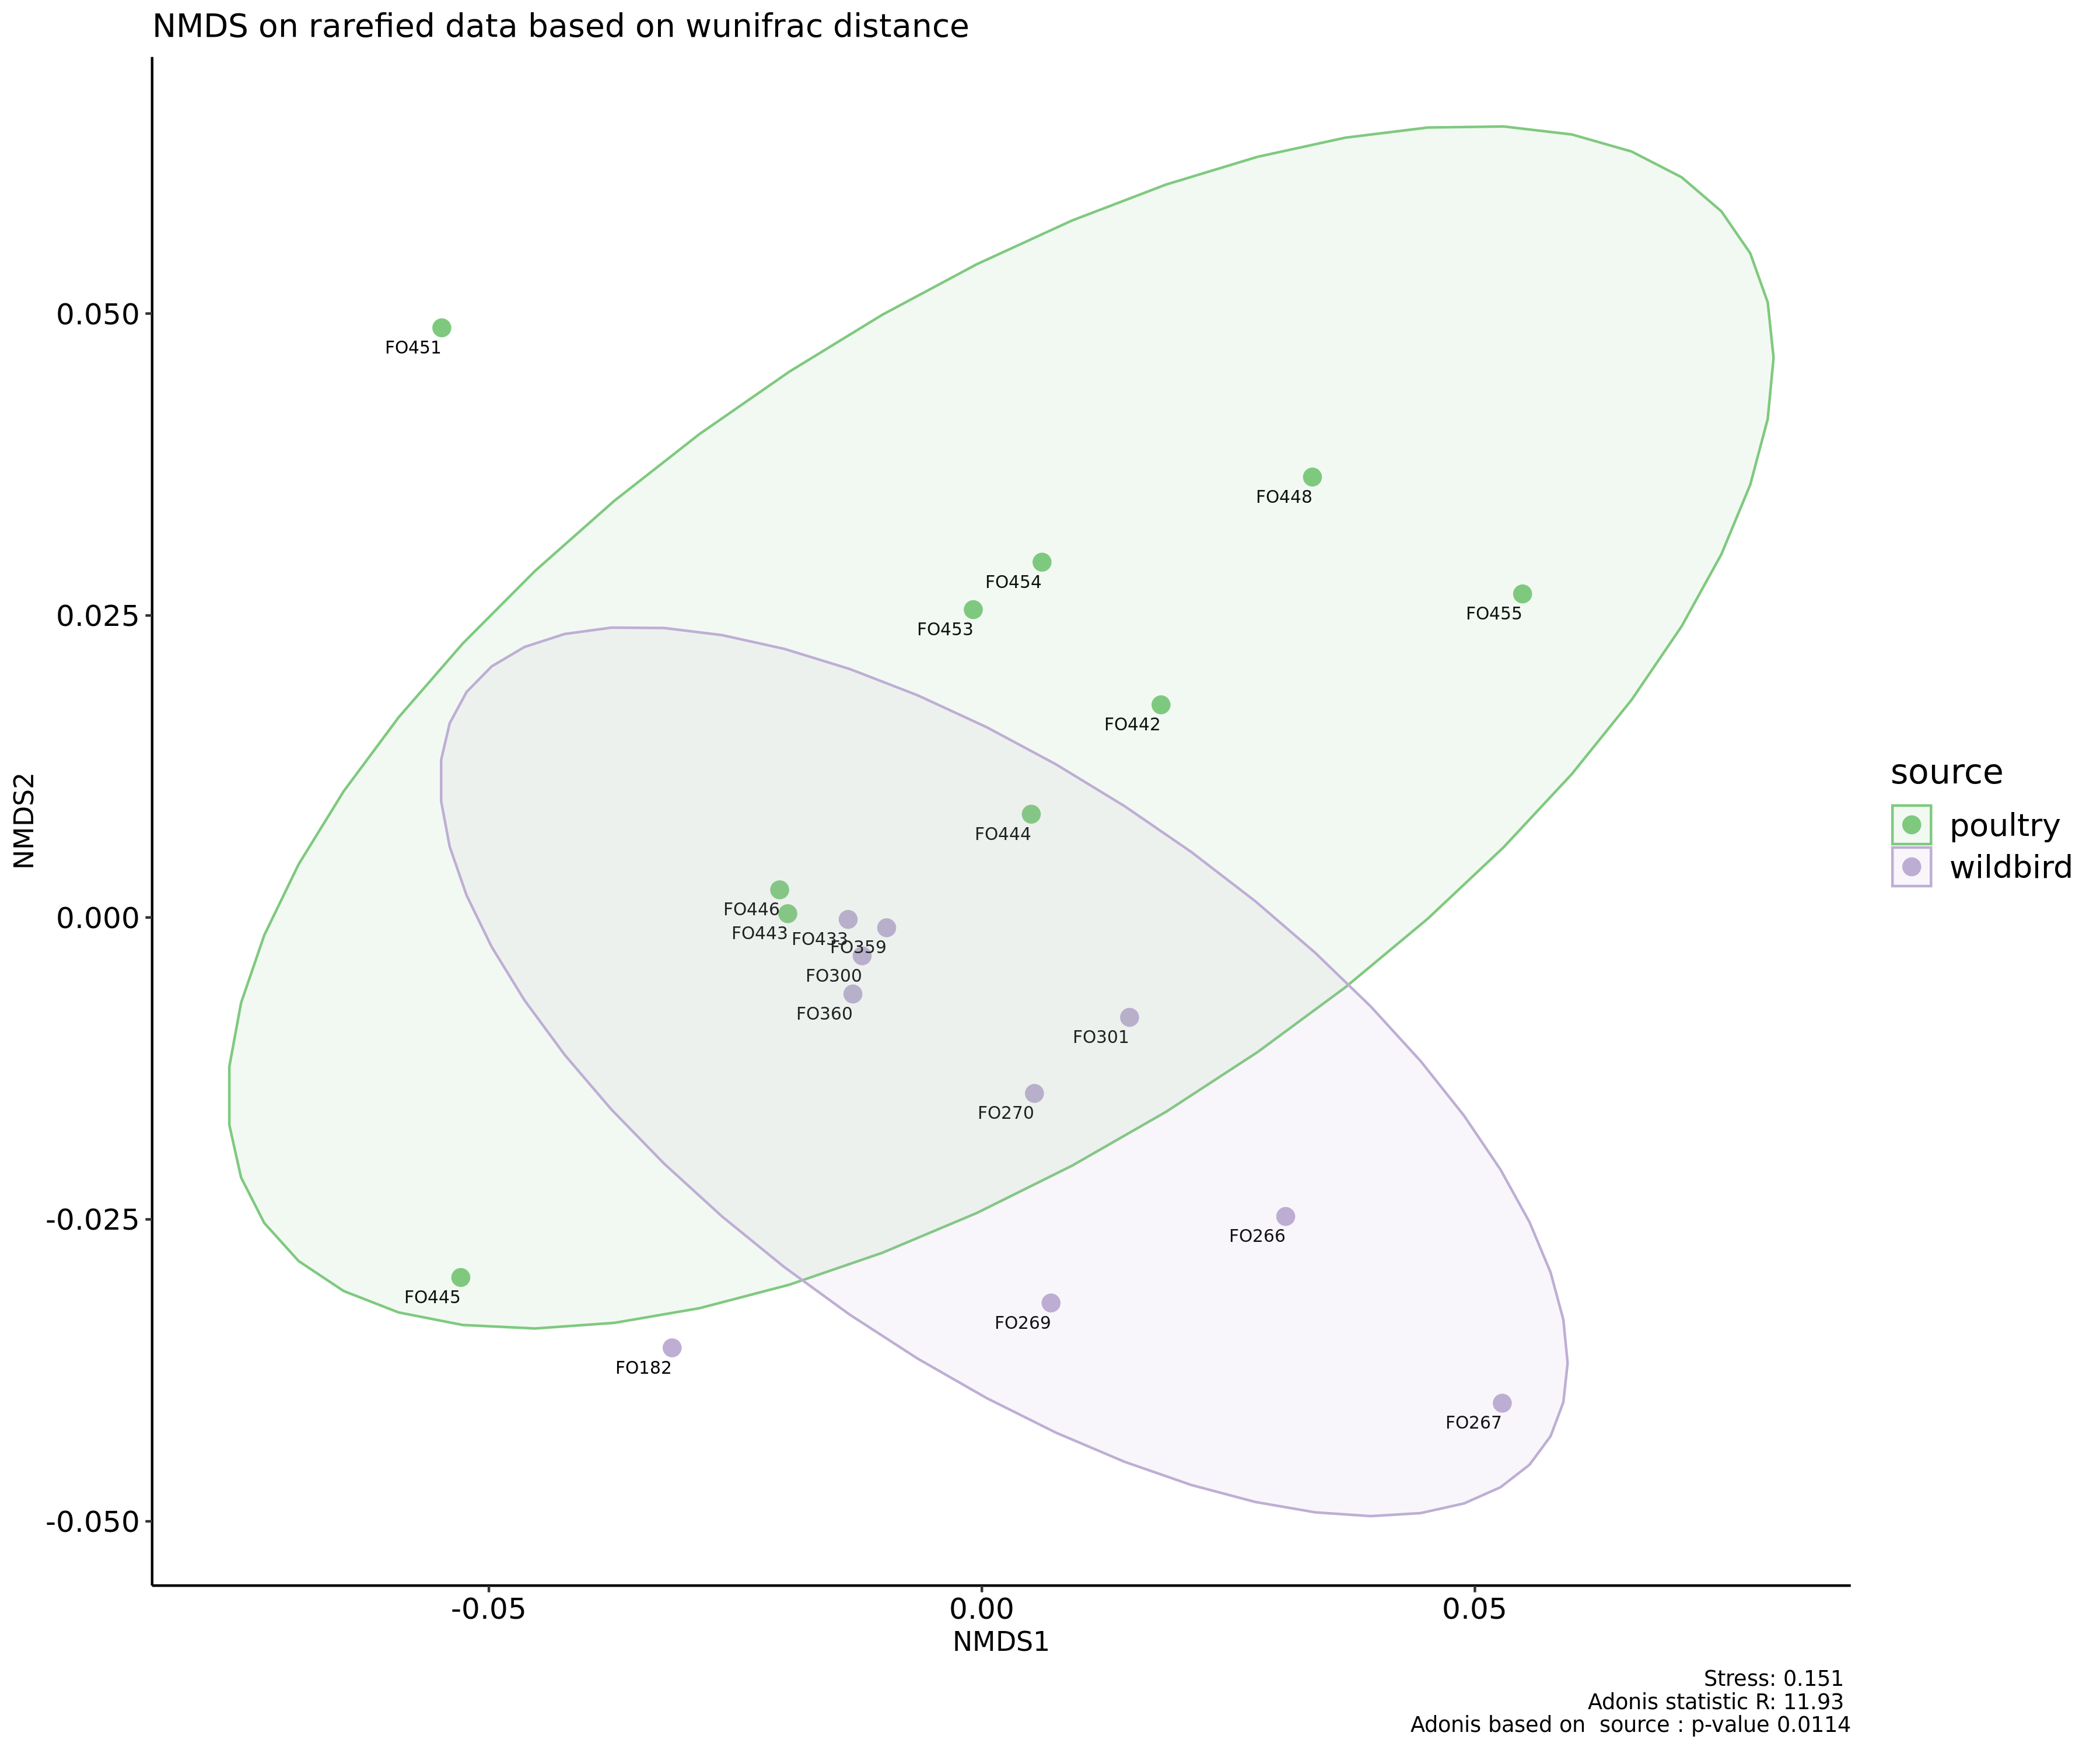 NMDS on rarefied data based on wunifrac distance
0.050
FO451
FO448
FO454
0.025
FO455
FO453
FO442
source
poultry
wildbird
NMDS2
FO444
0.000
FO446
FO443
FO433
FO359
FO300
FO360
FO301
FO270
-0.025
FO266
FO445
FO269
FO182
FO267
-0.050
-0.05 0.00 0.05
NMDS1
Stress: 0.151
Adonis statistic R: 11.93
Adonis based on  source : p-value 0.0114